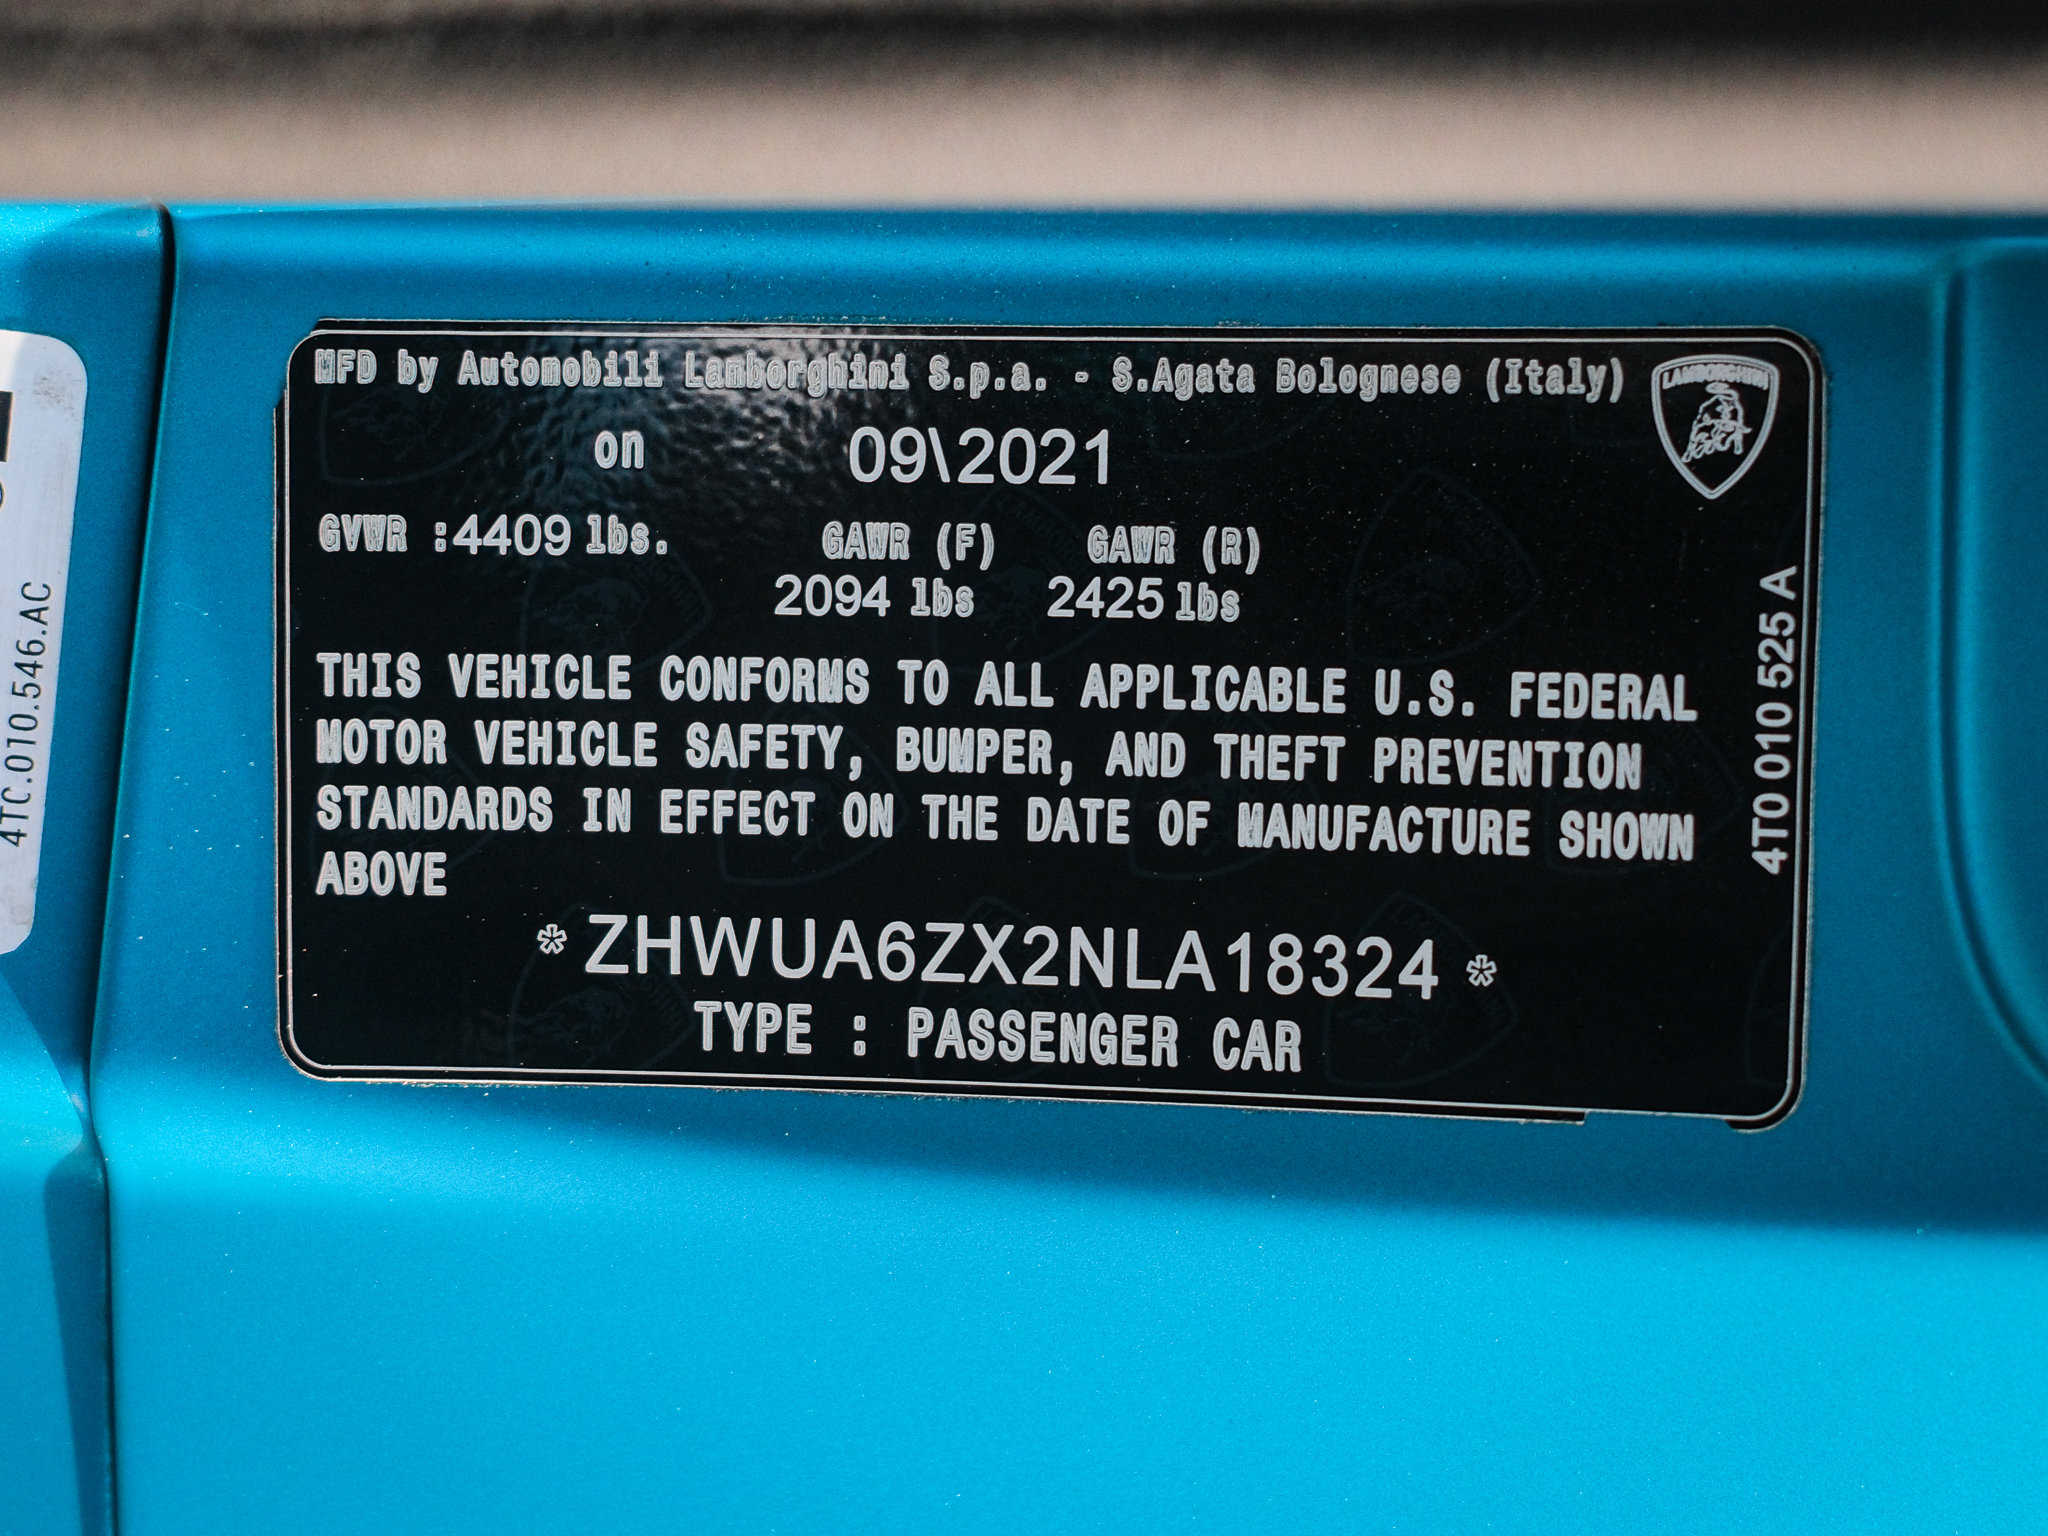 MFD by Automobili Lamborghini S.p.a. - S.Agata Bolognese (Italy)
LAMBORGHINI
on 09\2021
GVWR :4409 lbs. GAWR (F) GAWR (R)
2094 lbs 2425 lbs
THIS VEHICLE CONFORMS TO ALL APPLICABLE U.S. FEDERAL
MOTOR VEHICLE SAFETY, BUMPER, AND THEFT PREVENTION
STANDARDS IN EFFECT ON THE DATE OF MANUFACTURE SHOWN
ABOVE
*ZHWUA6ZX2NLA18324*
TYPE : PASSENGER CAR
4T0 010 525 A
4TC.010.546.AC